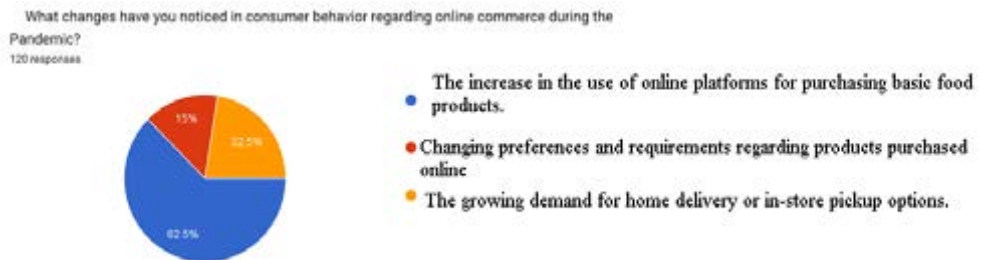 What changes have you noticed in consumer behavior regarding online commerce during the
Pandemic?
120 responses
The increase in the use of online platforms for purchasing basic food
products.
Changing preferences and requirements regarding products purchased
online
The growing demand for home delivery or in-store pickup options.
15%
22.5%
62.5%